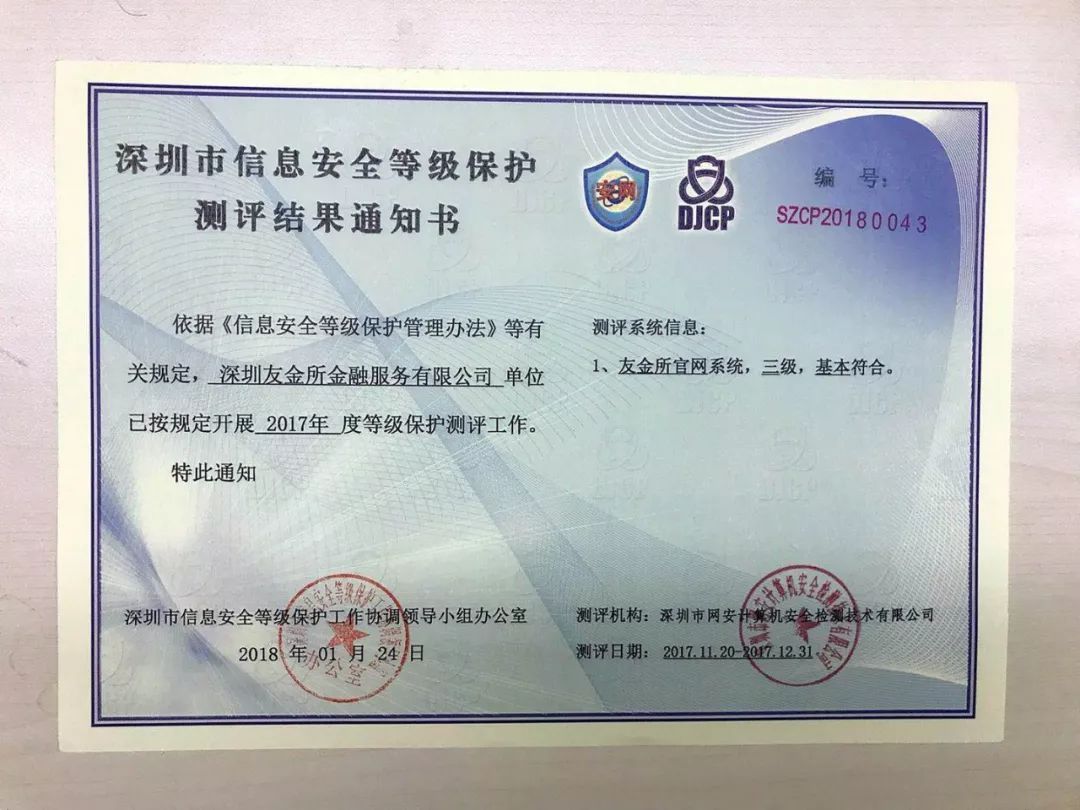 深圳市信息安全等级保护
测评结果通知书
安网
DJCP
编 号:
SZCP20180043
依据《信息安全等级保护管理办法》等有
关规定, 深圳友金所金融服务有限公司 单位
已按规定开展 2017年 度等级保护测评工作。
特此通知
测评系统信息:
1、友金所官网系统, 三级, 基本符合。
深圳市信息安全等级保护工作协调领导小组办公室
2018 年 01 月 24 日
测评机构: 深圳市网安计算机安全检测技术有限公司
测评日期: 2017.11.20-2017.12.31